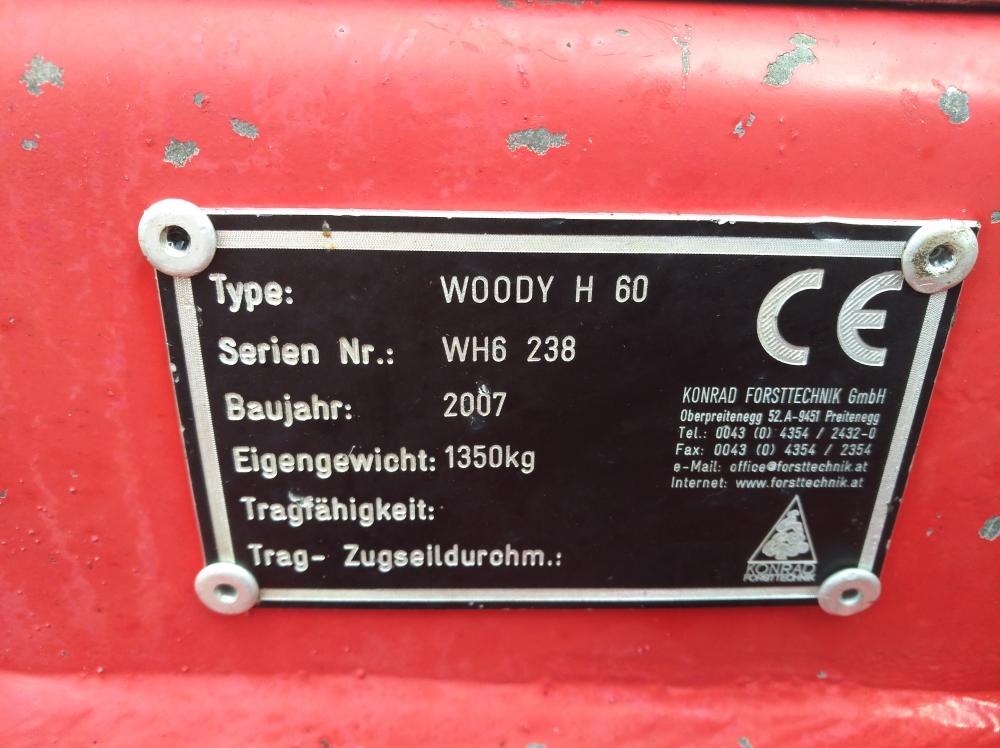 Type: WOODY H 60
Serien Nr.: WH6 238
Baujahr: 2007
Eigengewicht: 1350kg
Tragfähigkeit:
Trag- Zugseildurchm.:
CE
KONRAD FORSTTECHNIK GmbH
Oberpreitenegg 52,A-9451 Preitenegg
Tel.: 0043 (0) 4354 / 2432-0
Fax: 0043 (0) 4354 / 2354
e-Mail: office@forsttechnik.at
Internet: www.forsttechnik.at
KONRAD
FORSTTECHNIK